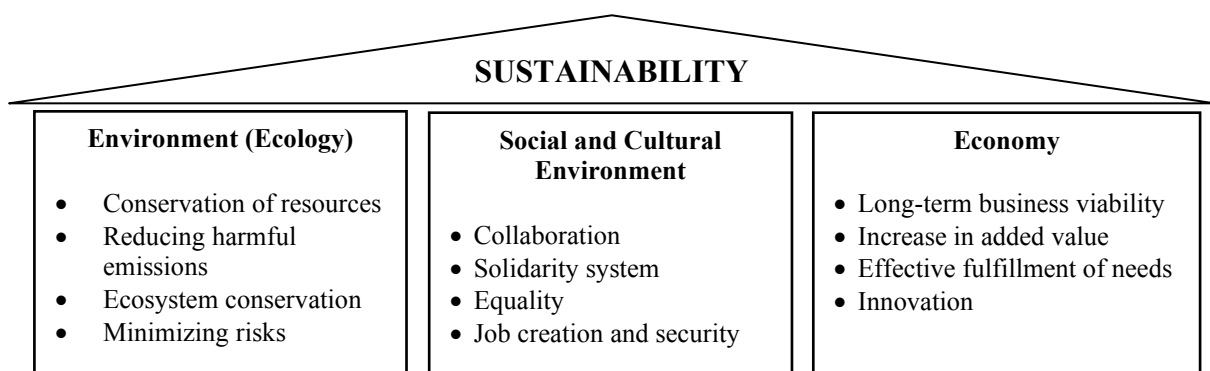 SUSTAINABILITY
Environment (Ecology)
• Conservation of resources
• Reducing harmful
emissions
• Ecosystem conservation
• Minimizing risks
Social and Cultural
Environment
• Collaboration
• Solidarity system
• Equality
• Job creation and security
Economy
• Long-term business viability
• Increase in added value
• Effective fulfillment of needs
• Innovation